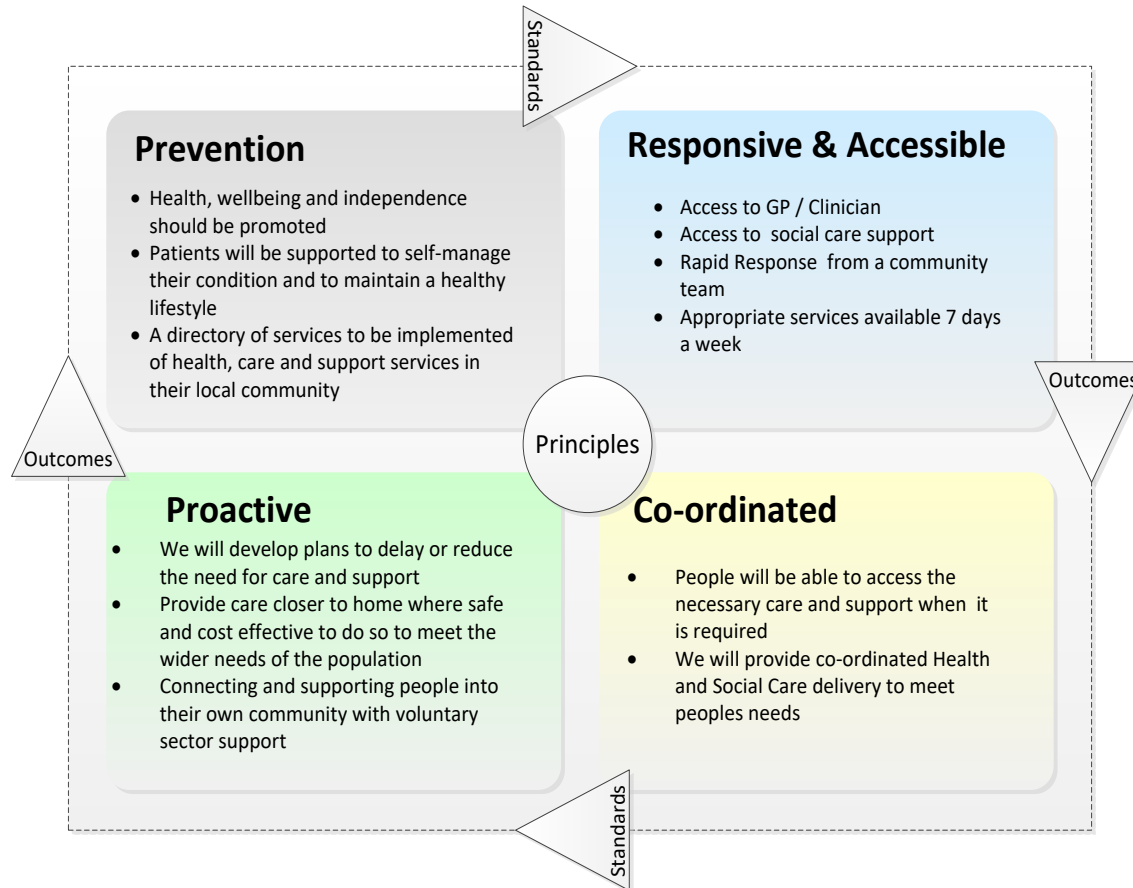 Standards
Prevention
• Health, wellbeing and independence
should be promoted
• Patients will be supported to self-manage
their condition and to maintain a healthy
lifestyle
• A directory of services to be implemented
of health, care and support services in
their local community
Responsive & Accessible
• Access to GP / Clinician
• Access to social care support
• Rapid Response from a community
team
• Appropriate services available 7 days
a week
Outcomes
Principles
Outcomes
Proactive
• We will develop plans to delay or reduce
the need for care and support
• Provide care closer to home where safe
and cost effective to do so to meet the
wider needs of the population
• Connecting and supporting people into
their own community with voluntary
sector support
Co-ordinated
• People will be able to access the
necessary care and support when it
is required
• We will provide co-ordinated Health
and Social Care delivery to meet
peoples needs
Standards